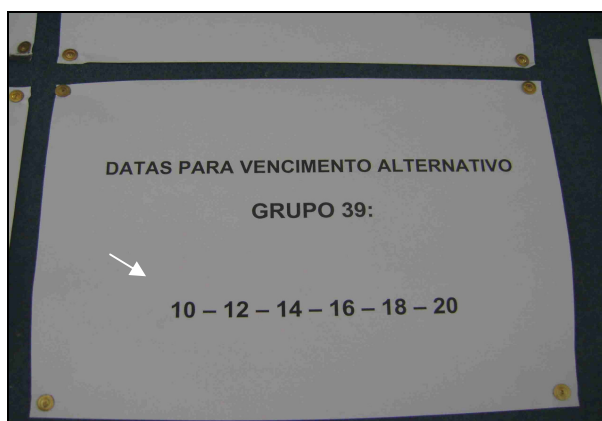 DATAS PARA VENCIMENTO ALTERNATIVO
GRUPO 39:
10 – 12 – 14 – 16 – 18 – 20